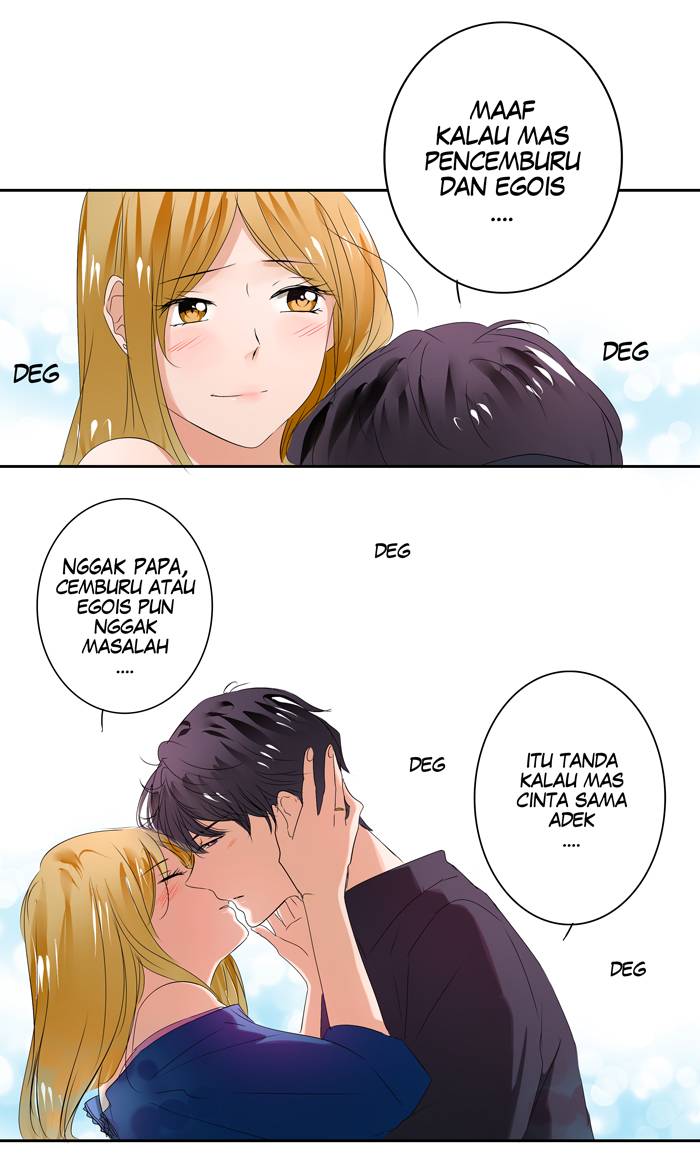 MAAF
KALAU MAS
PENCEMBURU
DAN EGOIS
....
DEG
DEG
DEG
NGGAK PAPA,
CEMBURU ATAU
EGOIS PUN
NGGAK
MASALAH
....
DEG
ITU TANDA
KALAU MAS
CINTA SAMA
ADEK
....
DEG